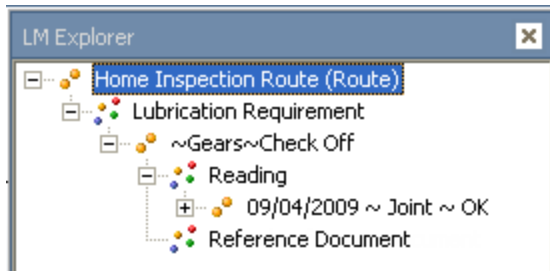 LM Explorer
Home Inspection Route (Route)
Lubrication Requirement
~Gears~Check Off
Reading
09/04/2009 ~ Joint ~ OK
Reference Document